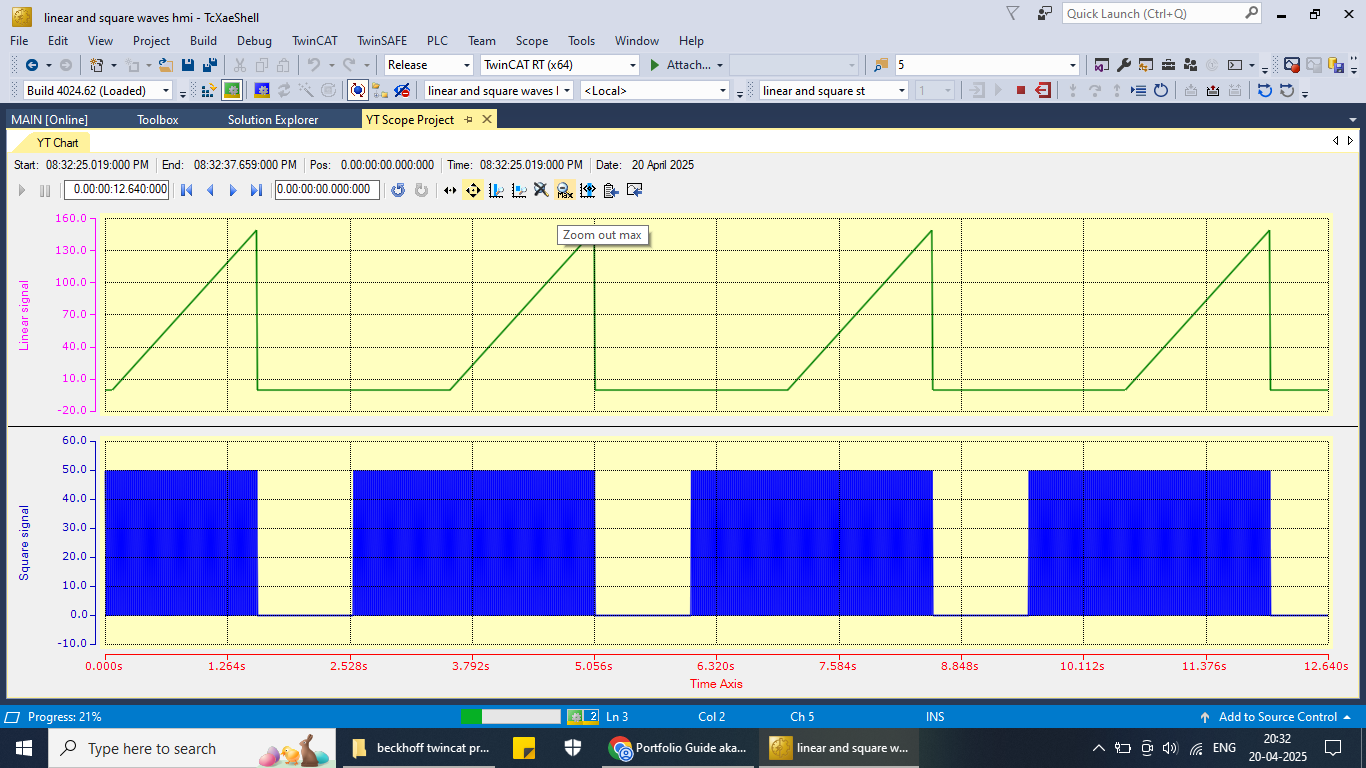 linear and square waves hmi - TcXaeShell
Quick Launch (Ctrl+Q)
File Edit View Project Build Debug TwinCAT TwinSAFE PLC Team Scope Tools Window Help
Release TwinCAT RT (x64) Attach... 5
Build 4024.62 (Loaded) linear and square waves <Local> linear and square st 1
MAIN [Online] Toolbox Solution Explorer YT Scope Project
YT Chart
Start: 08:32:25.019:000 PM End: 08:32:37.659:000 PM Pos: 0.00:00:00.000:000 Time: 08:32:25.019:000 PM Date: 20 April 2025
0.00:00:12.640:000 0.00:00:00.000:000 Max
Zoom out max
160.0
130.0
100.0
70.0
40.0
10.0
-20.0
Linear signal
60.0
50.0
40.0
30.0
20.0
10.0
0.0
-10.0
Square signal
0.000s 1.264s 2.528s 3.792s 5.056s 6.320s 7.584s 8.848s 10.112s 11.376s 12.640s
Time Axis
Progress: 21% 2 Ln 3 Col 2 Ch 5 INS Add to Source Control
Type here to search beckhoff twincat pr... Portfolio Guide aka... linear and square w... ENG 20:32
20-04-2025